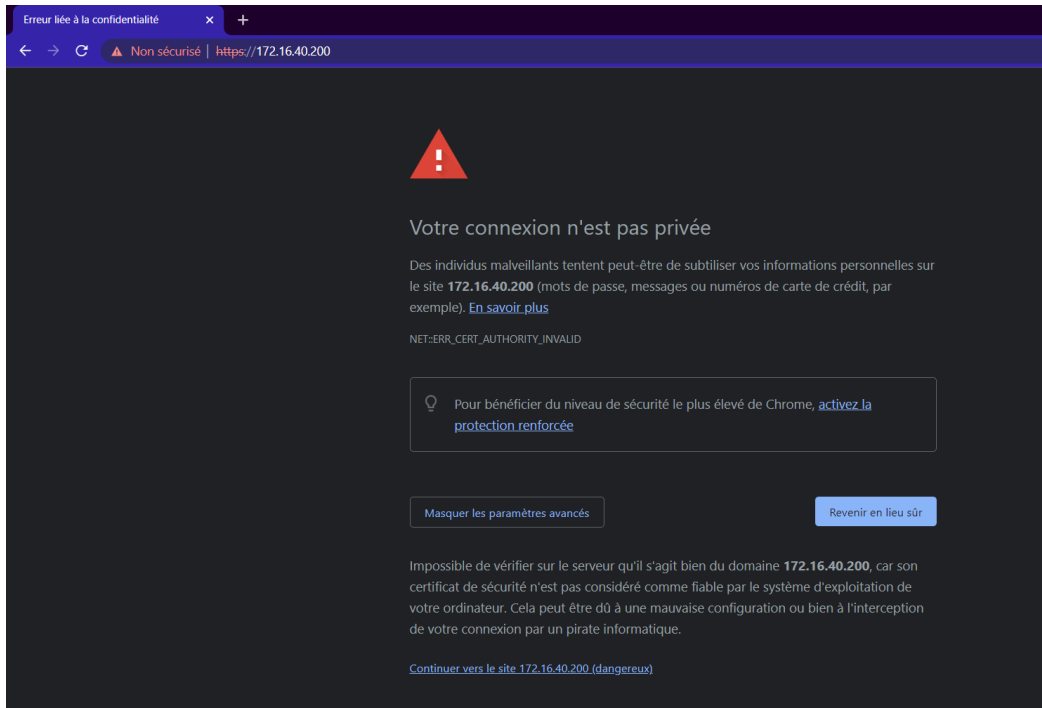 Erreur liée à la confidentialité
Non sécurisé | https://172.16.40.200
Votre connexion n'est pas privée
Des individus malveillants tentent peut-être de subtiliser vos informations personnelles sur
le site 172.16.40.200 (mots de passe, messages ou numéros de carte de crédit, par
exemple). En savoir plus
NET::ERR_CERT_AUTHORITY_INVALID
Pour bénéficier du niveau de sécurité le plus élevé de Chrome, activez la
protection renforcée
Masquer les paramètres avancés
Revenir en lieu sûr
Impossible de vérifier sur le serveur qu'il s'agit bien du domaine 172.16.40.200, car son
certificat de sécurité n'est pas considéré comme fiable par le système d'exploitation de
votre ordinateur. Cela peut être dû à une mauvaise configuration ou bien à l'interception
de votre connexion par un pirate informatique.
Continuer vers le site 172.16.40.200 (dangereux)